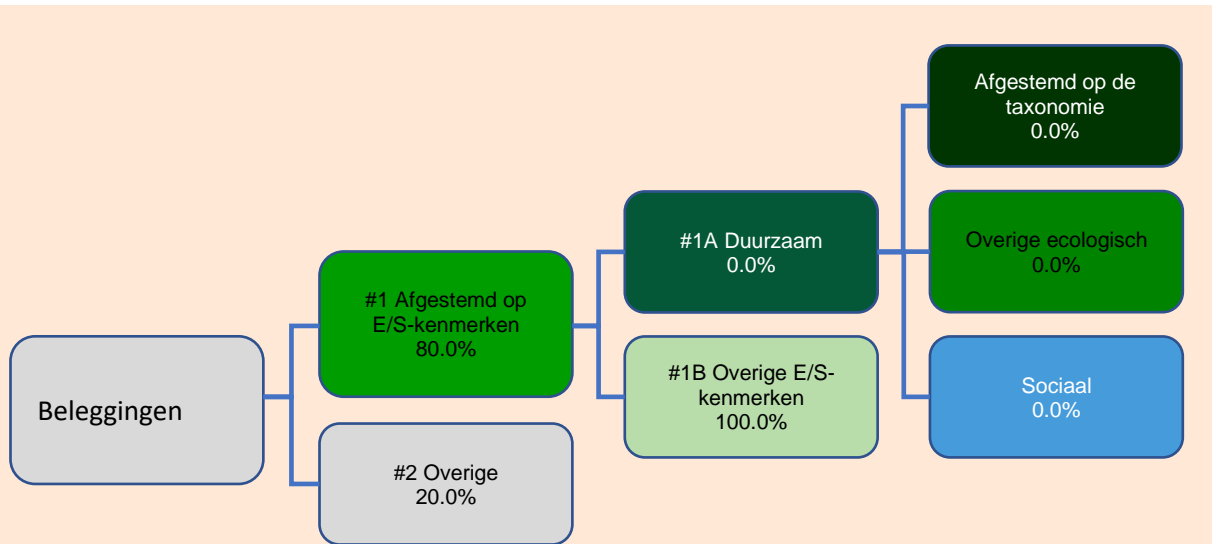 Beleggingen
#1 Afgestemd op
E/S-kenmerken
80.0%
#2 Overige
20.0%
#1A Duurzaam
0.0%
#1B Overige E/S-
kenmerken
100.0%
Afgestemd op de
taxonomie
0.0%
Overige ecologisch
0.0%
Sociaal
0.0%